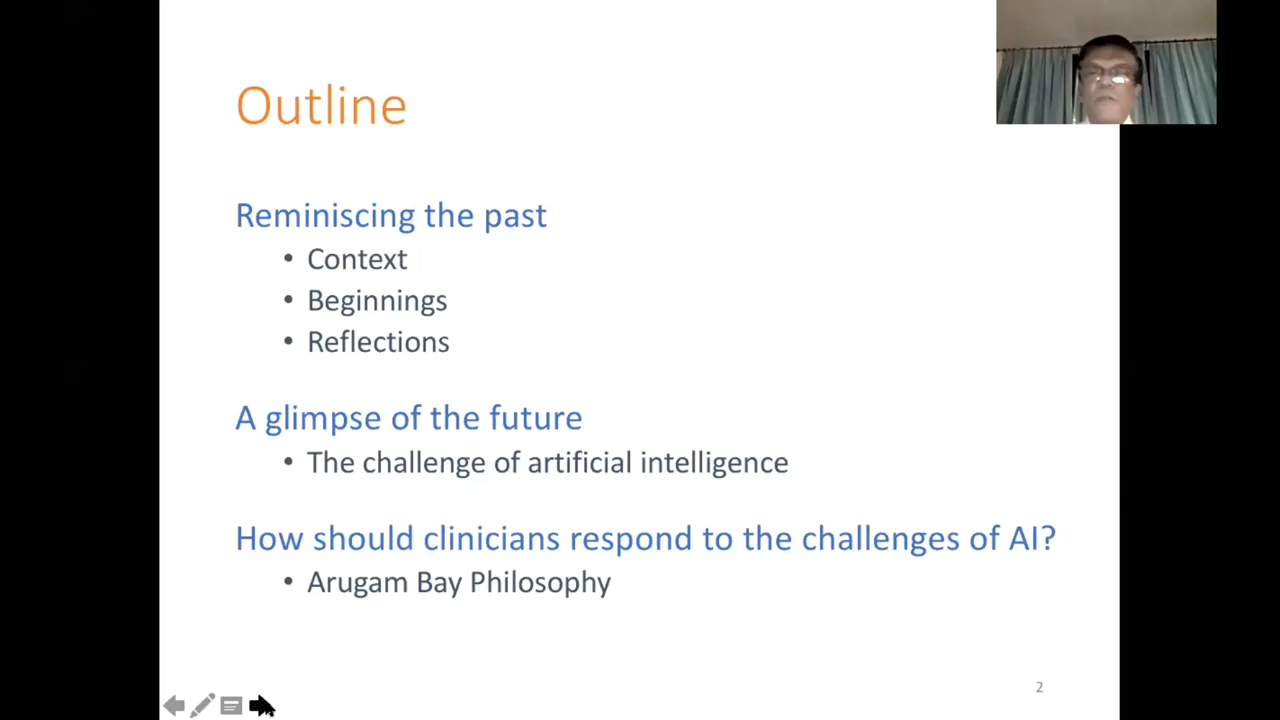 Outline
Reminiscing the past
• Context
• Beginnings
• Reflections
A glimpse of the future
• The challenge of artificial intelligence
How should clinicians respond to the challenges of AI?
• Arugam Bay Philosophy
2